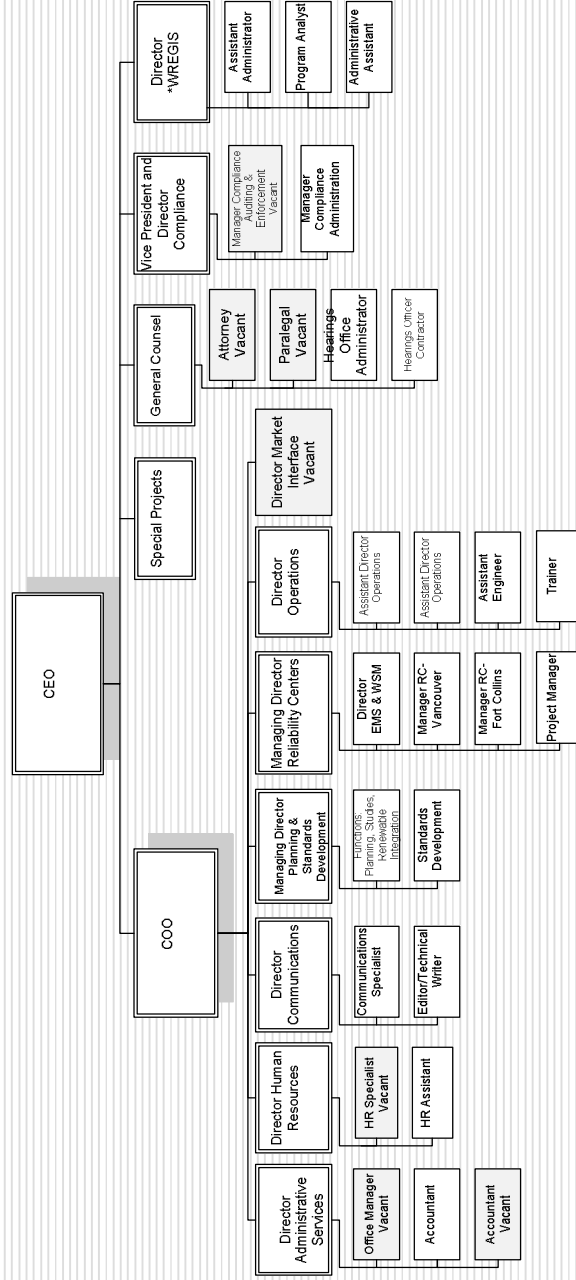 CEO
COO
Special Projects
General Counsel
Vice President and
Director
Compliance
Director
*WREGIS
Director
Administrative
Services
Director Human
Resources
Director
Communications
Managing Director
Planning &
Standards
Development
Managing Director
Reliability Centers
Director
Operations
Director Market
Interface
Vacant
Attorney
Vacant
Paralegal
Vacant
Hearings
Office
Administrator
Hearings Officer
Contractor
Manager Compliance
Auditing &
Enforcement
Vacant
Manager
Compliance
Administration
Assistant
Administrator
Program Analyst
Administrative
Assistant
Office Manager
Vacant
Accountant
Accountant
Vacant
HR Specialist
Vacant
HR Assistant
Communications
Specialist
Editor/Technical
Writer
Functions:
Planning, Studies,
Renewable
Integration
Standards
Development
Director
EMS & WSM
Manager RC-
Vancouver
Manager RC-
Fort Collins
Project Manager
Assistant Director
Operations
Assistant Director
Operations
Assistant
Engineer
Trainer